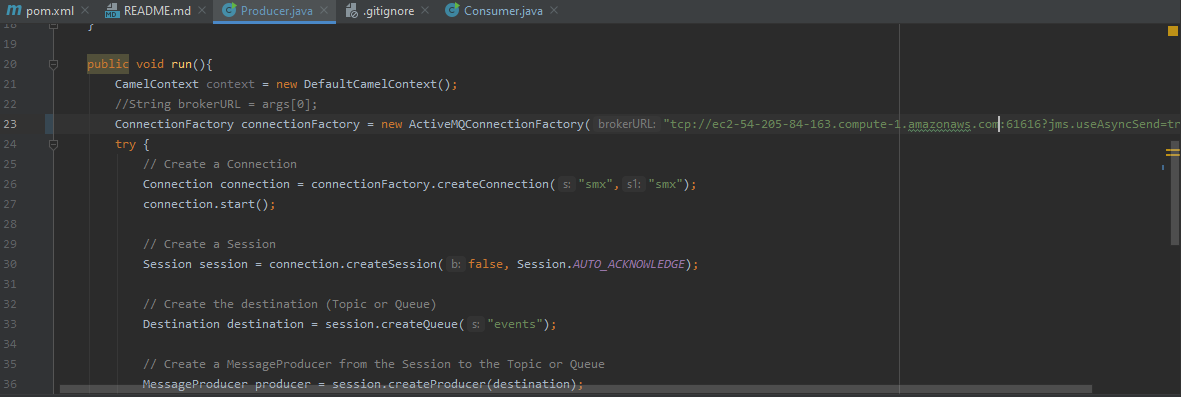 pom.xml README.md Producer.java .gitignore Consumer.java
18 }
19
20 public void run(){
21 CamelContext context = new DefaultCamelContext();
22 //String brokerURL = args[0];
23 ConnectionFactory connectionFactory = new ActiveMQConnectionFactory( brokerURL: "tcp://ec2-54-205-84-163.compute-1.amazonaws.com:61616?jms.useAsyncSend=tr
24 try {
25 // Create a Connection
26 Connection connection = connectionFactory.createConnection( s: "smx", s1: "smx");
27 connection.start();
28
29 // Create a Session
30 Session session = connection.createSession( b: false, Session.AUTO_ACKNOWLEDGE);
31
32 // Create the destination (Topic or Queue)
33 Destination destination = session.createQueue( s: "events");
34
35 // Create a MessageProducer from the Session to the Topic or Queue
36 MessageProducer producer = session.createProducer(destination);